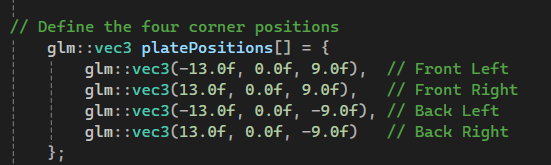 // Define the four corner positions
glm::vec3 platePositions[] = {
glm::vec3(-13.0f, 0.0f, 9.0f),  // Front Left
glm::vec3(13.0f, 0.0f, 9.0f),   // Front Right
glm::vec3(-13.0f, 0.0f, -9.0f), // Back Left
glm::vec3(13.0f, 0.0f, -9.0f)   // Back Right
};